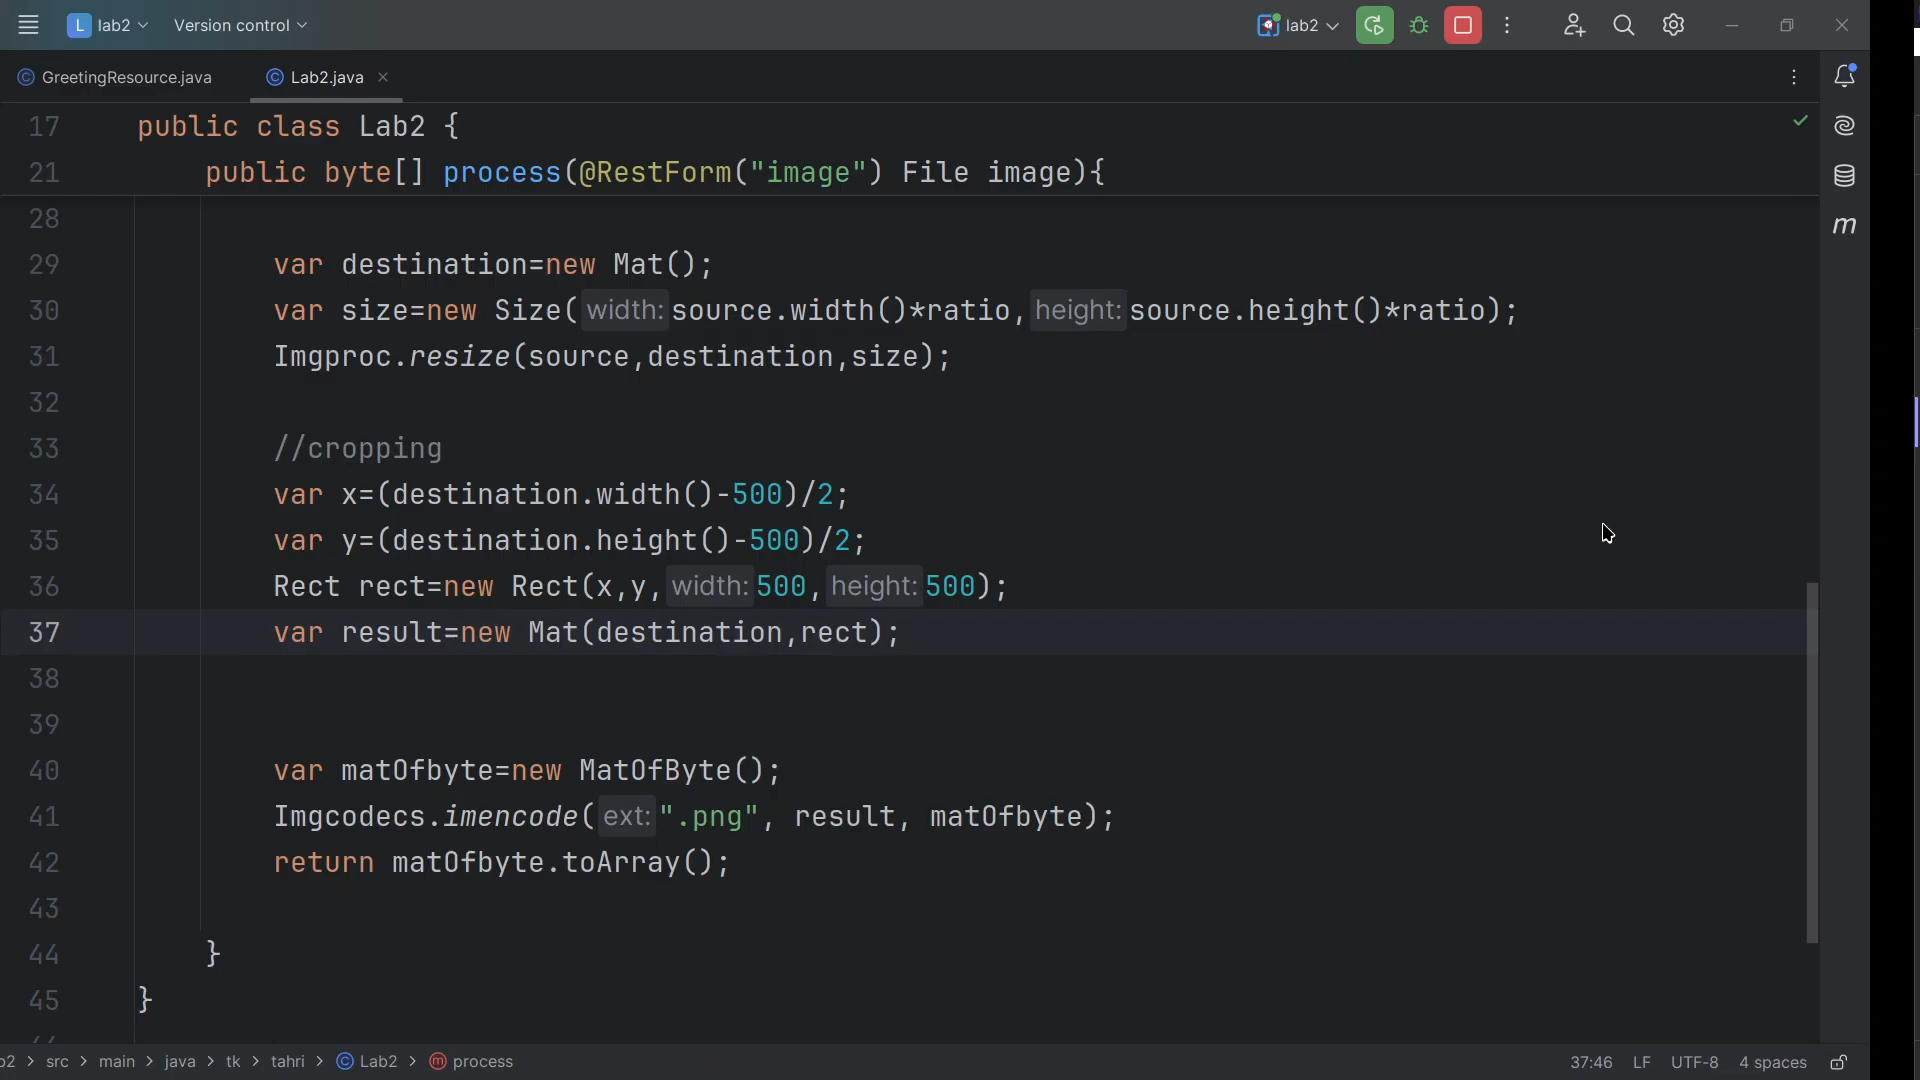 L lab2 Version control lab2
GreetingResource.java Lab2.java
17 public class Lab2 {
21 public byte[] process(@RestForm("image") File image){
28
29 var destination=new Mat();
30 var size=new Size( width: source.width()*ratio, height: source.height()*ratio);
31 Imgproc.resize(source,destination,size);
32
33 //cropping
34 var x=(destination.width()-500)/2;
35 var y=(destination.height()-500)/2;
36 Rect rect=new Rect(x,y, width: 500, height: 500);
37 var result=new Mat(destination,rect);
38
39
40 var matOfbyte=new MatOfByte();
41 Imgcodecs.imencode( ext: ".png", result, matOfbyte);
42 return matOfbyte.toArray();
43
44 }
45 }
src > main > java > tk > tahri > Lab2 > process 37:46 LF UTF-8 4 spaces